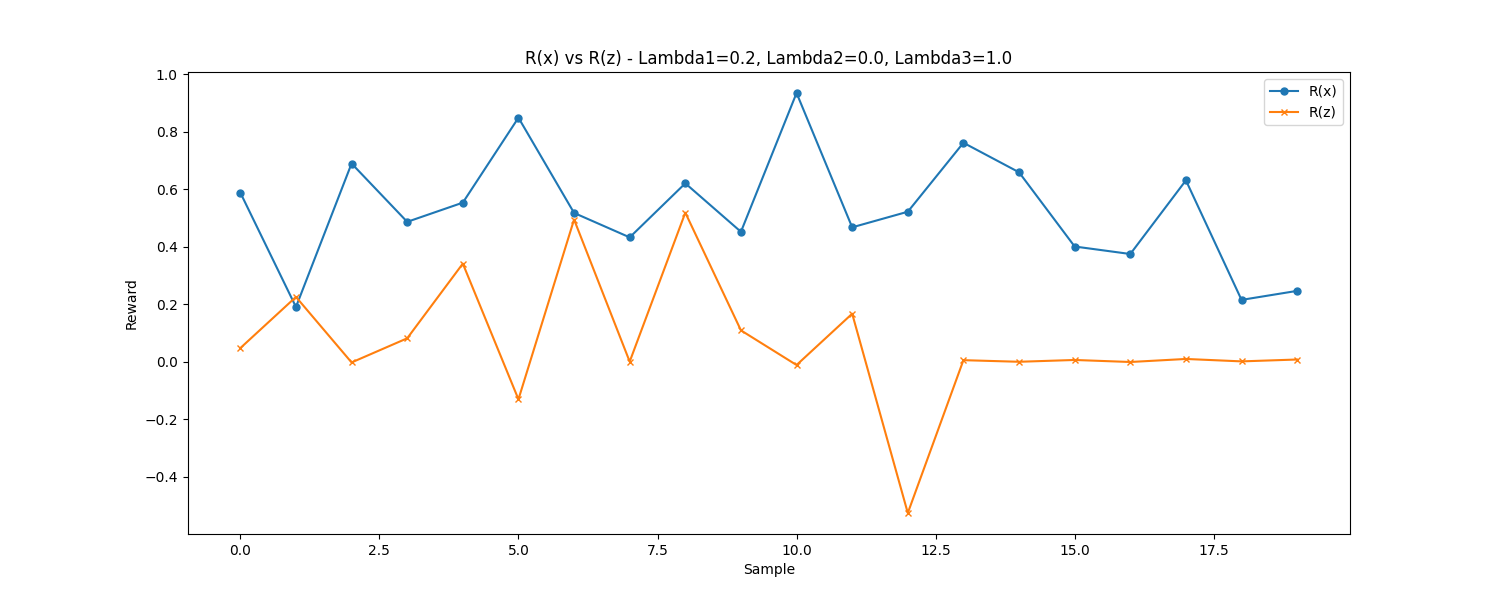 R(x) vs R(z) - Lambda1=0.2, Lambda2=0.0, Lambda3=1.0
R(x)
R(z)
Reward
1.0
0.8
0.6
0.4
0.2
0.0
−0.2
−0.4
0.0 2.5 5.0 7.5 10.0 12.5 15.0 17.5
Sample